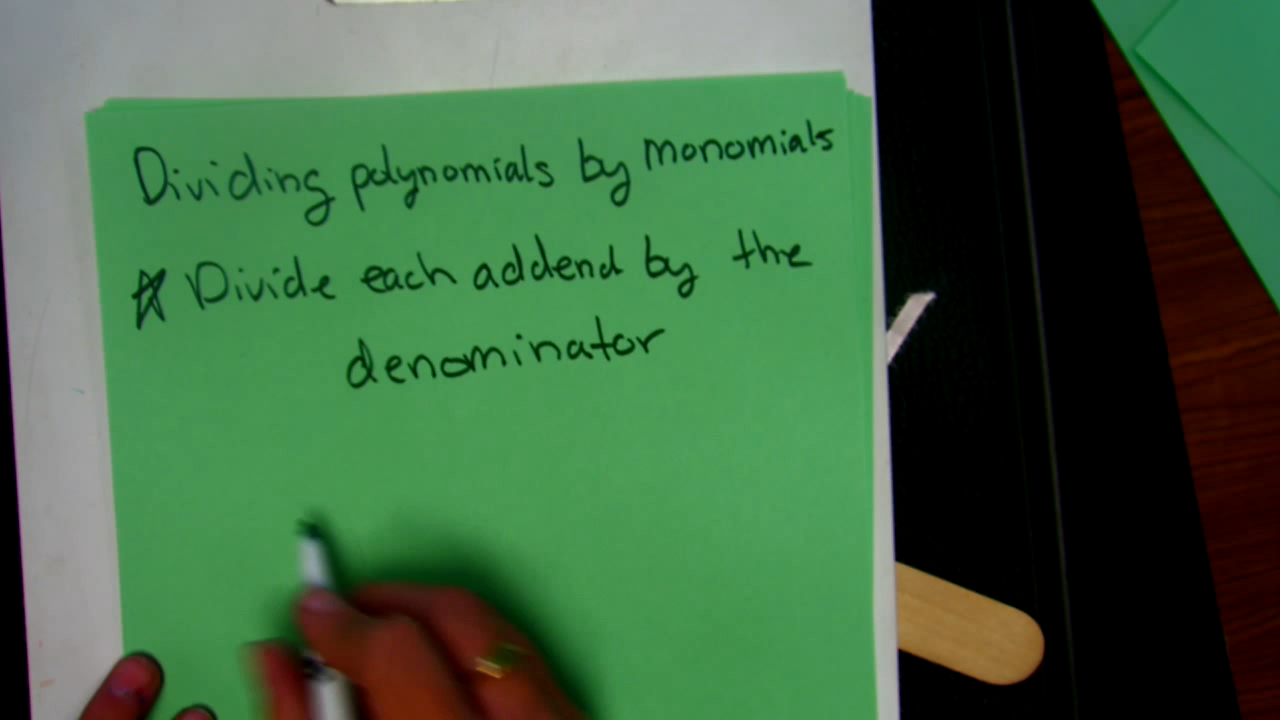 Dividing polynomials by monomials
☆ Divide each addend by the
denominator